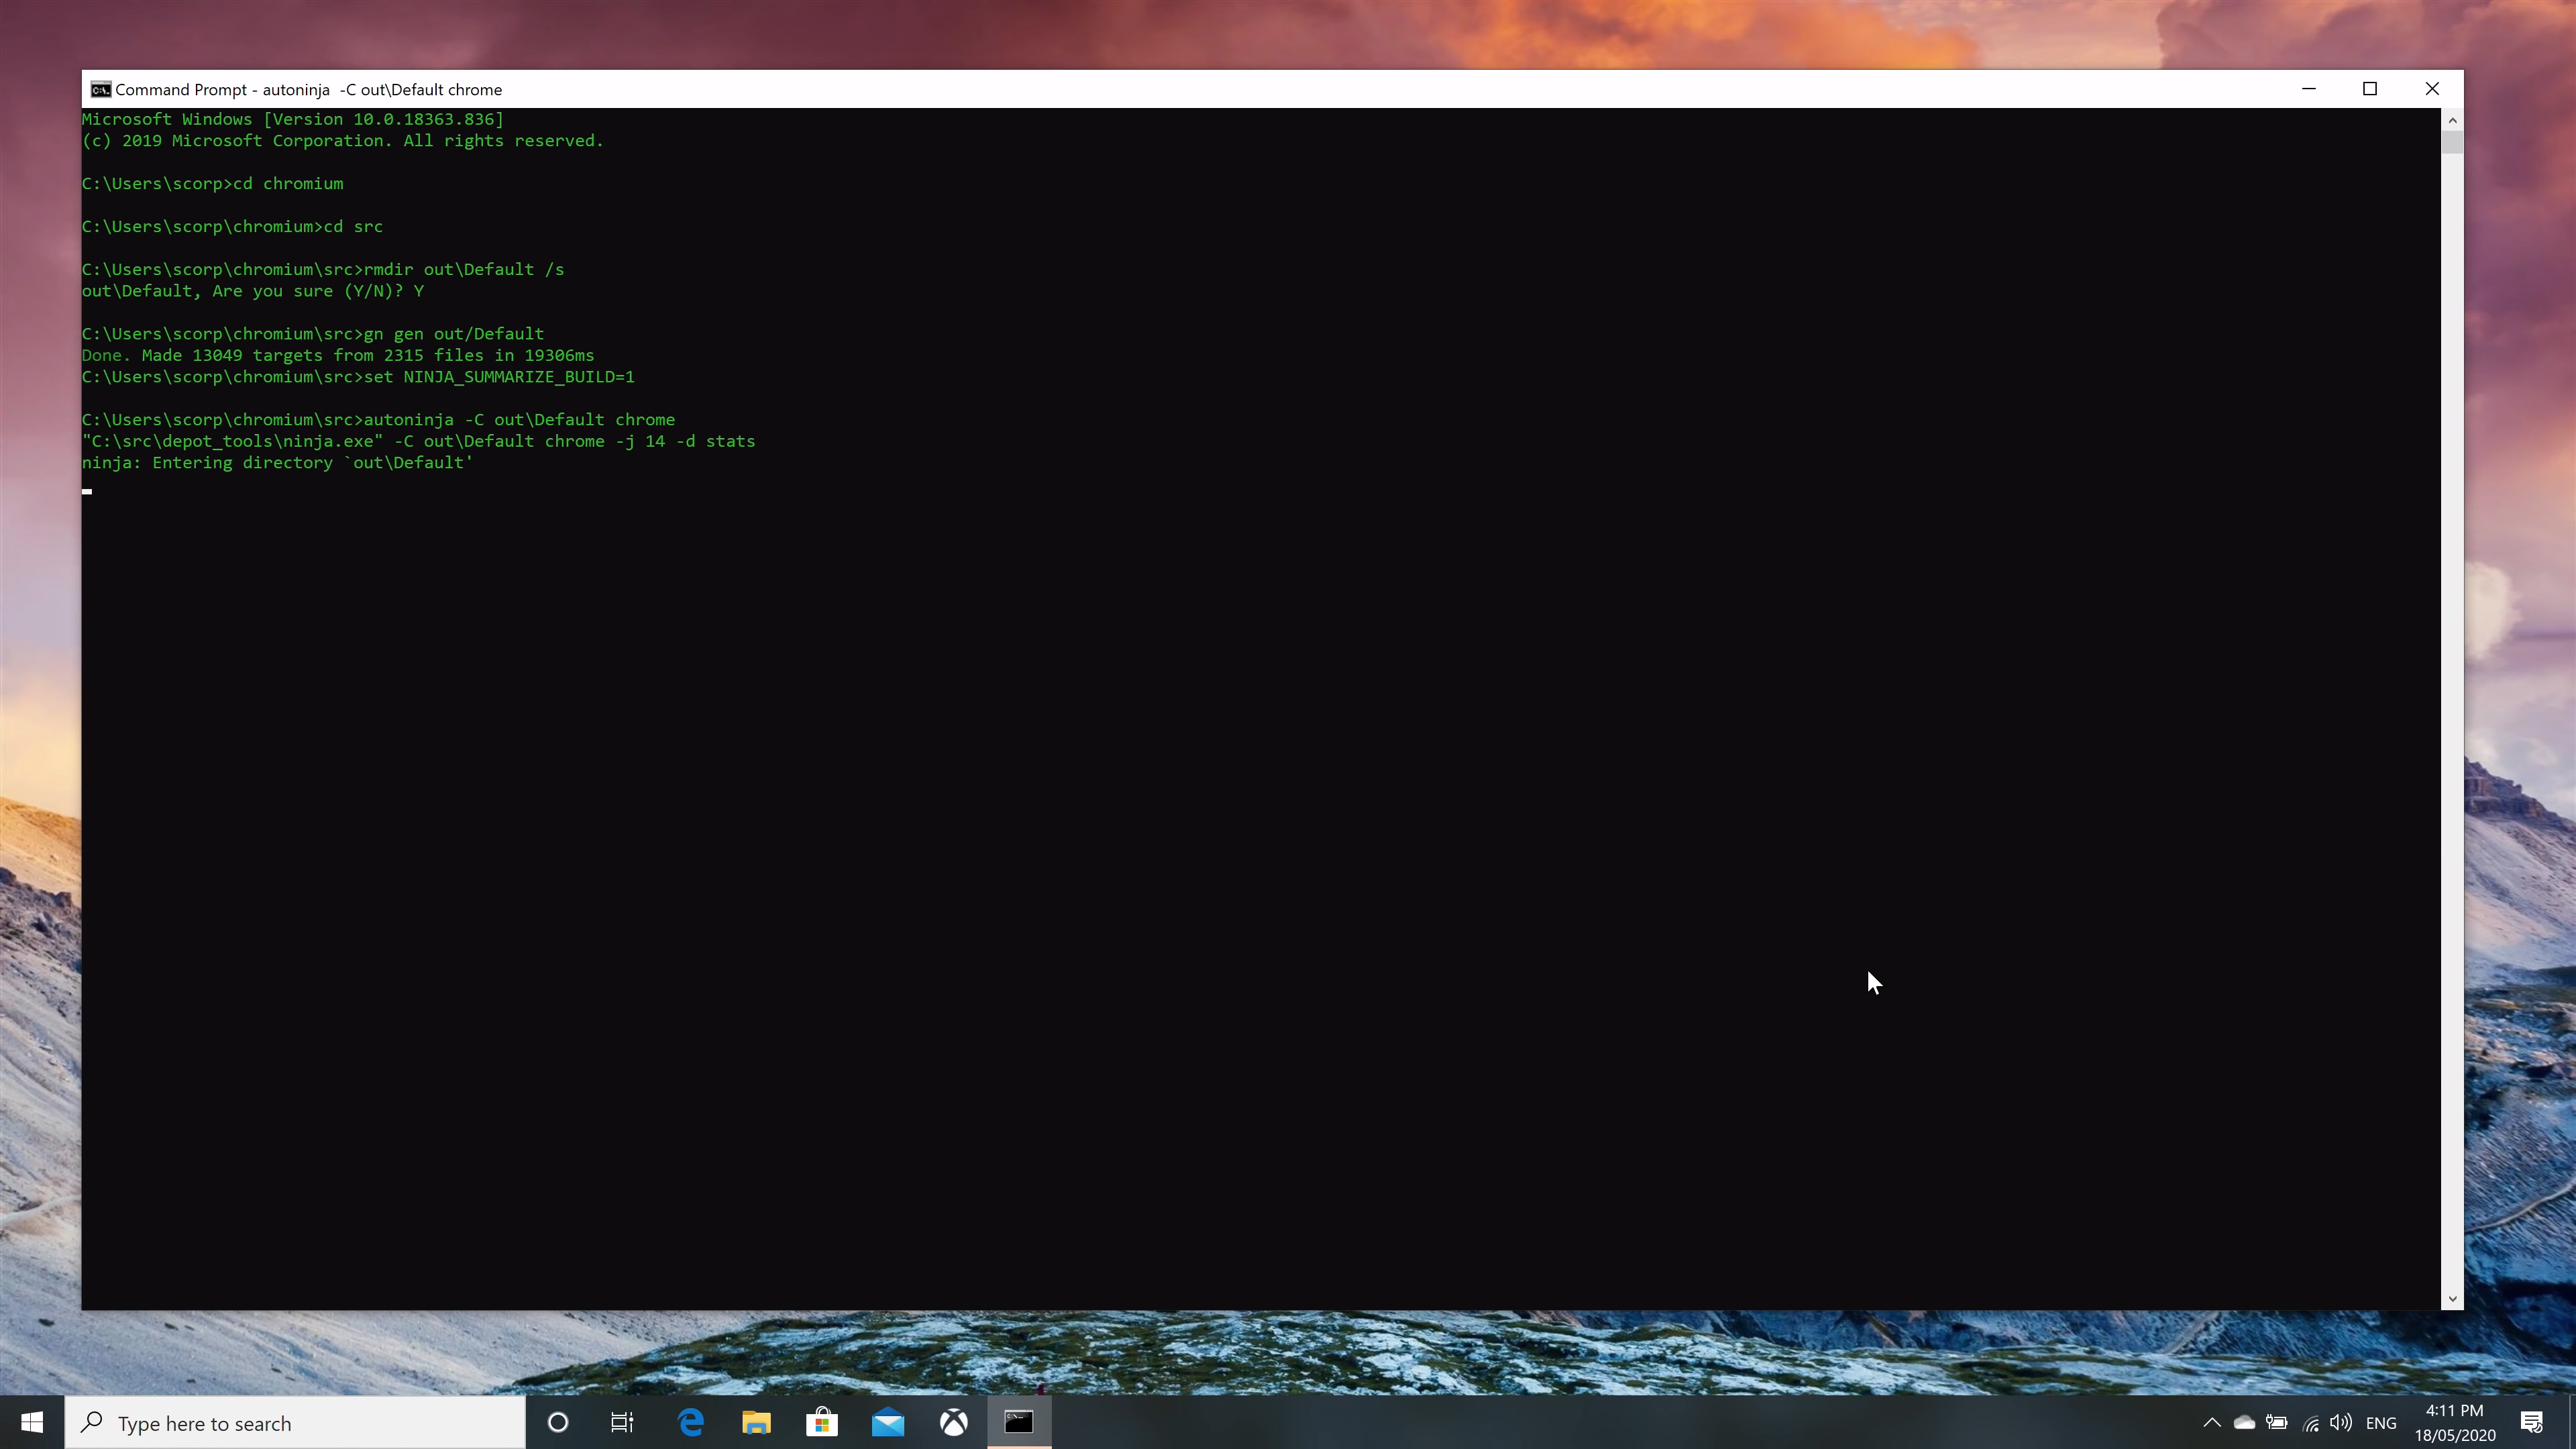 Command Prompt - autoninja  -C out\Default chrome
Microsoft Windows [Version 10.0.18363.836]
(c) 2019 Microsoft Corporation. All rights reserved.
C:\Users\scorp>cd chromium
C:\Users\scorp\chromium>cd src
C:\Users\scorp\chromium\src>rmdir out\Default /s
out\Default, Are you sure (Y/N)? Y
C:\Users\scorp\chromium\src>gn gen out/Default
Done. Made 13049 targets from 2315 files in 19306ms
C:\Users\scorp\chromium\src>set NINJA_SUMMARIZE_BUILD=1
C:\Users\scorp\chromium\src>autoninja -C out\Default chrome
"C:\src\depot_tools\ninja.exe" -C out\Default chrome -j 14 -d stats
ninja: Entering directory `out\Default'
Type here to search
ENG
4:11 PM
18/05/2020